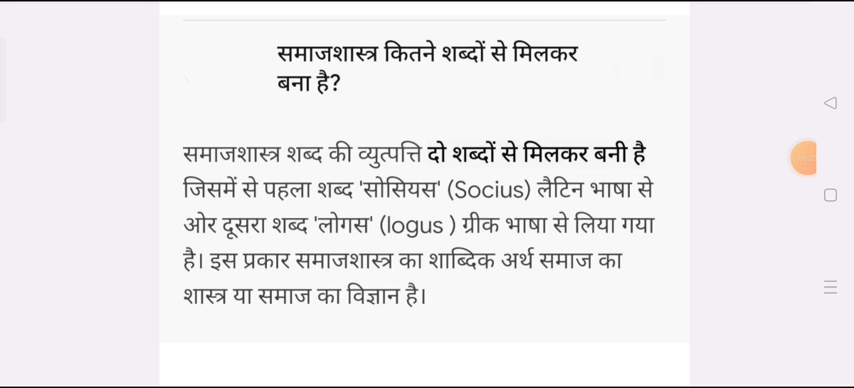 समाजशास्त्र कितने शब्दों से मिलकर
बना है?
समाजशास्त्र शब्द की व्युत्पत्ति दो शब्दों से मिलकर बनी है
जिसमें से पहला शब्द 'सोसियस' (Socius) लैटिन भाषा से
ओर दूसरा शब्द 'लोगस' (logus ) ग्रीक भाषा से लिया गया
है। इस प्रकार समाजशास्त्र का शाब्दिक अर्थ समाज का
शास्त्र या समाज का विज्ञान है।